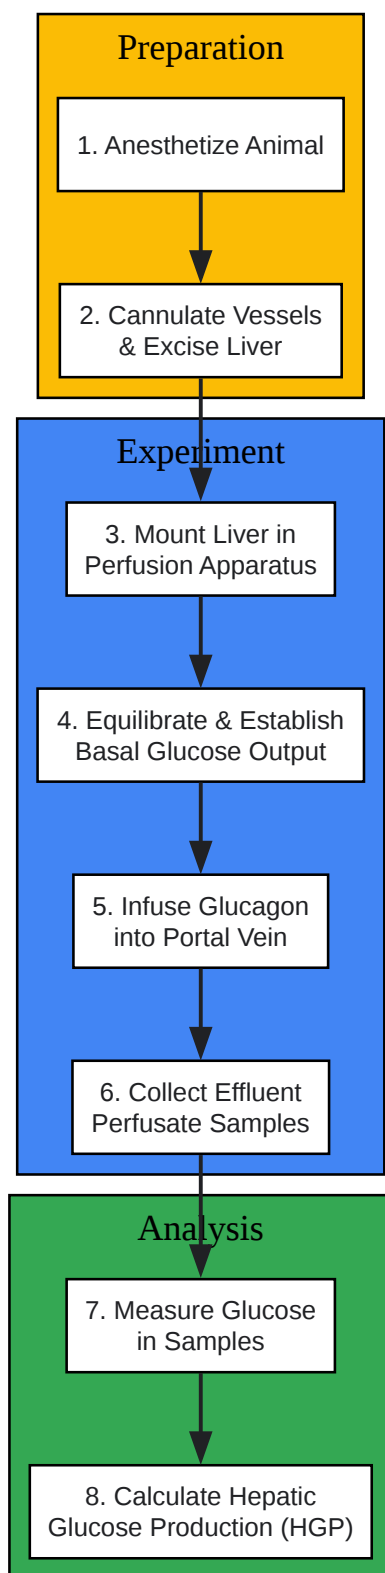 Preparation
1. Anesthetize Animal
2. Cannulate Vessels
& Excise Liver
Experiment
3. Mount Liver in
Perfusion Apparatus
4. Equilibrate & Establish
Basal Glucose Output
5. Infuse Glucagon
into Portal Vein
6. Collect Effluent
Perfusate Samples
Analysis
7. Measure Glucose
in Samples
8. Calculate Hepatic
Glucose Production (HGP)